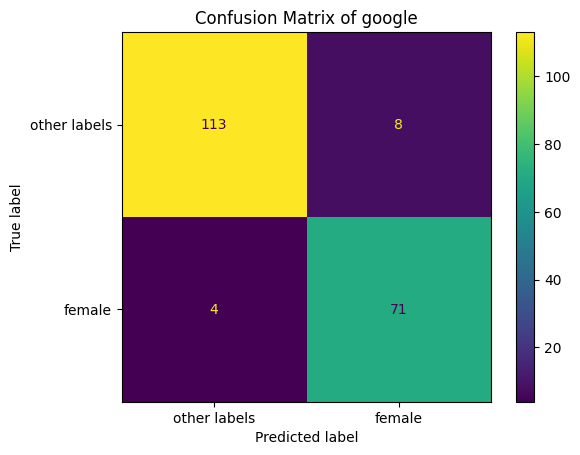 Confusion Matrix of google
other labels
female
True label
113
8
4
71
other labels
female
Predicted label
100
80
60
40
20